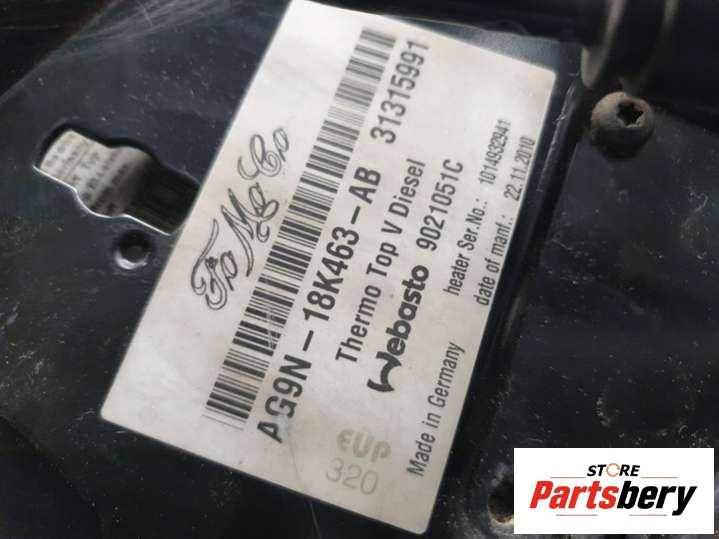 FoMoCo
AG9N-18K463-AB 31315991
Thermo Top V Diesel
Webasto 9021051C
Made in Germany heater Ser.No.: 1014932941
date of manf.: 22.11.2010
EUP
320
STORE
Partsbery